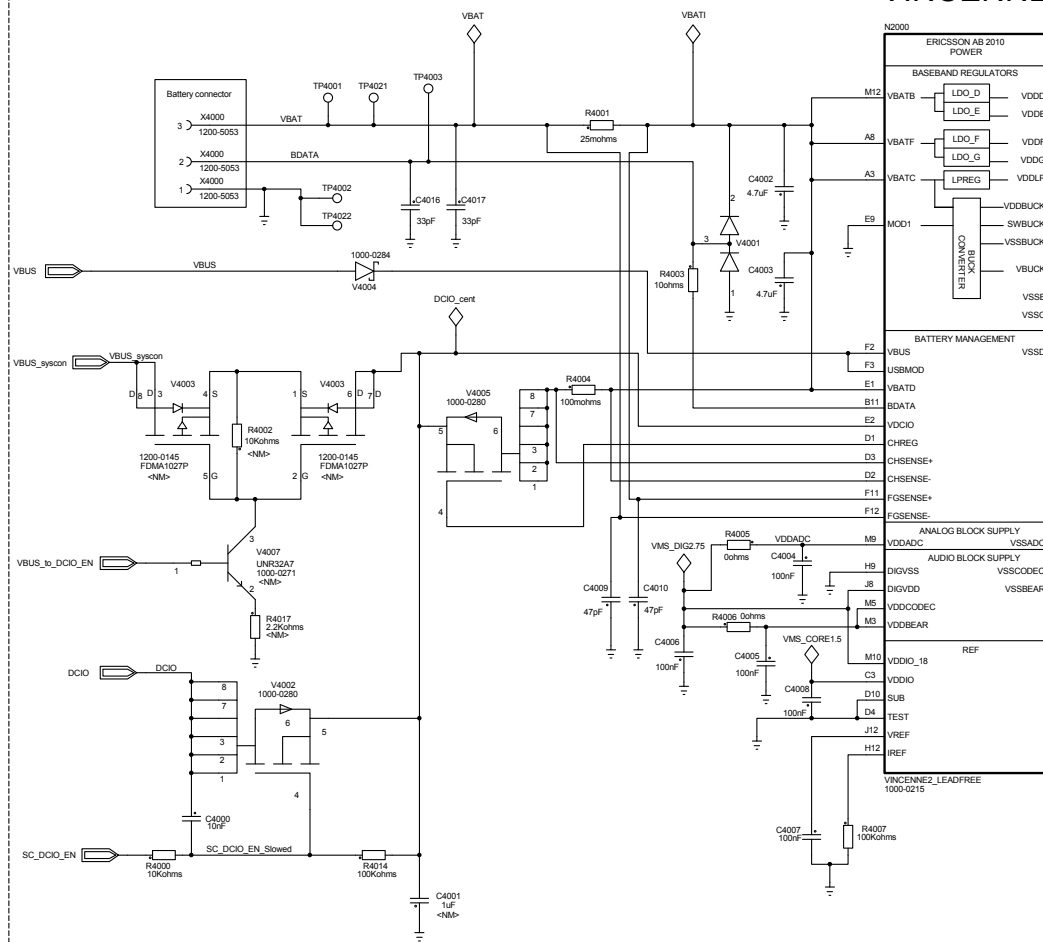 VBAT
VBATI
N2000
ERICSSON AB 2010
POWER
BASEBAND REGULATORS
Battery connector
TP4001
TP4021
TP4003
X4000
3
1200-5053
VBAT
R4001
25mohms
M12
VBATB
LDO_D
LDO_E
A8
VBATF
LDO_F
LDO_G
X4000
2
1200-5053
BDATA
X4000
1
1200-5053
TP4002
TP4022
C4016
33pF
C4017
33pF
C4002
4.7uF
A3
VBATC
LPREG
VDDBUCK
SWBUCK
VSSBUCK
VBUCK
BUCK CONVERTER
E9
MOD1
2
3
V4001
1
R4003
10ohms
C4003
4.7uF
VBUS
VBUS
1000-0284
V4004
DCIO_cent
BATTERY MANAGEMENT
F2
VBUS
F3
USBMOD
E1
VBATD
B11
BDATA
E2
VDCIO
D1
CHREG
D3
CHSENSE+
D2
CHSENSE-
F11
FGSENSE+
F12
FGSENSE-
VBUS_syscon
VBUS_syscon
D 8 D 3
V4003
4 S
1 S
V4003
6 D 7 D
R4002
10Kohms
<NM>
1200-0145
FDMA1027P
<NM>
5 G
2 G
1200-0145
FDMA1027P
<NM>
V4005
1000-0280
5
6
8
7
3
2
1
4
R4004
100mohms
ANALOG BLOCK SUPPLY
M9
VDDADC
VSSADC
AUDIO BLOCK SUPPLY
H9
DIGVSS
VSSCODEC
J8
DIGVDD
VSSBEAR
M5
VDDCODEC
M3
VDDBEAR
REF
M10
VDDIO_18
C3
VDDIO
D10
SUB
D4
TEST
J12
VREF
H12
IREF
VINCENNE2_LEADFREE
1000-0215
VBUS_to_DCIO_EN
1
3
V4007
UNR32A7
1000-0271
<NM>
2
R4017
2.2Kohms
<NM>
VMS_DIG2.75
R4005
0ohms
VDDADC
C4004
100nF
C4009
47pF
C4010
47pF
R4006
0ohms
C4006
100nF
C4005
100nF
VMS_CORE1.5
C4008
100nF
C4007
100nF
R4007
100Kohms
DCIO
DCIO
8
7
3
2
1
V4002
1000-0280
6
5
4
C4000
10nF
SC_DCIO_EN
R4000
10Kohms
SC_DCIO_EN_Slowed
R4014
100Kohms
C4001
1uF
<NM>